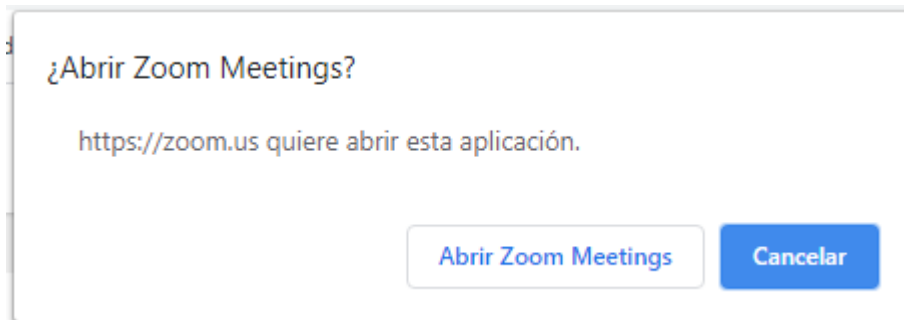 ¿Abrir Zoom Meetings?
https://zoom.us quiere abrir esta aplicación.
Abrir Zoom Meetings
Cancelar